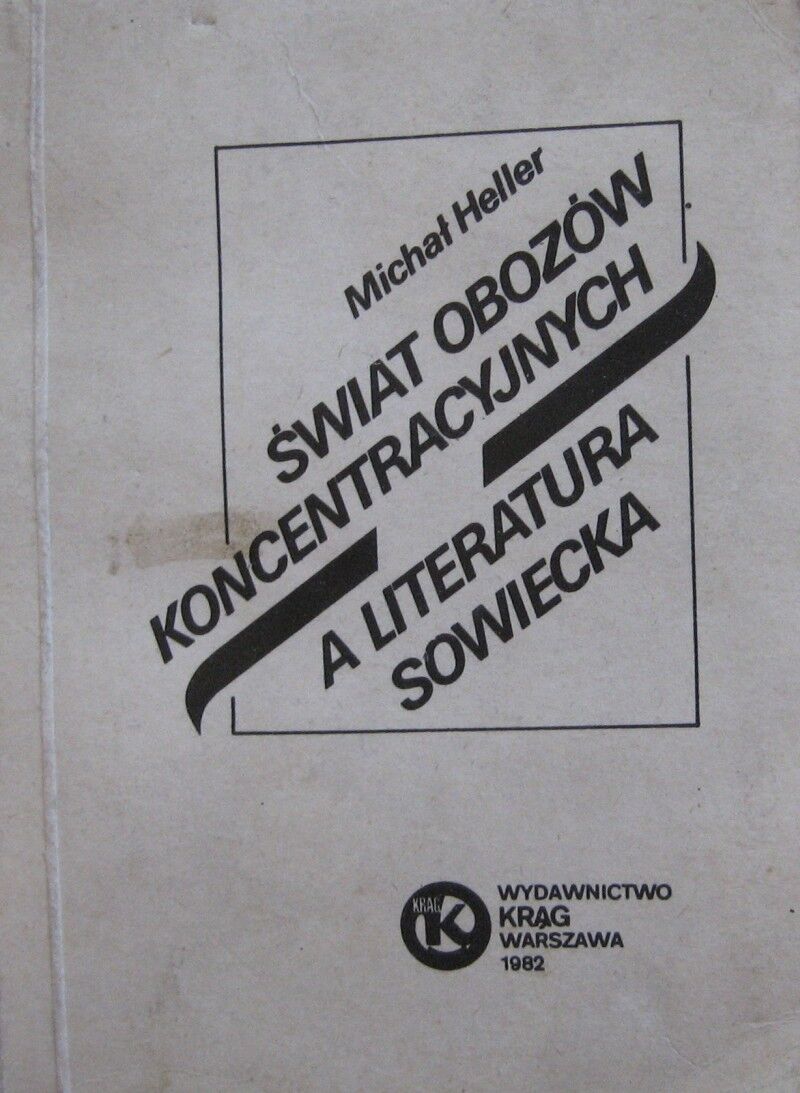 Michał Heller
ŚWIAT OBOZÓW
KONCENTRACYJNYCH
A LITERATURA
SOWIECKA
KRĄG
K
WYDAWNICTWO
KRĄG
WARSZAWA
1982